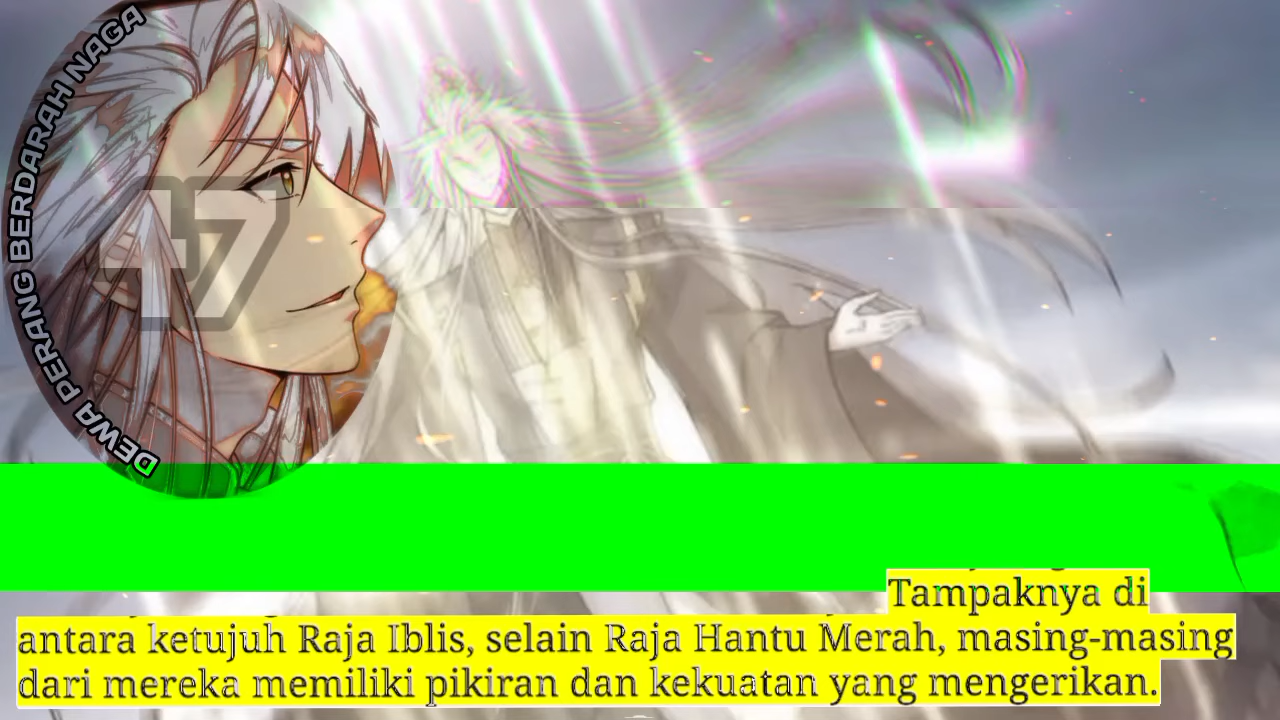 DEWA PERANG BERDARAH NAGA
47
Tampaknya di
antara ketujuh Raja Iblis, selain Raja Hantu Merah, masing-masing
dari mereka memiliki pikiran dan kekuatan yang mengerikan.